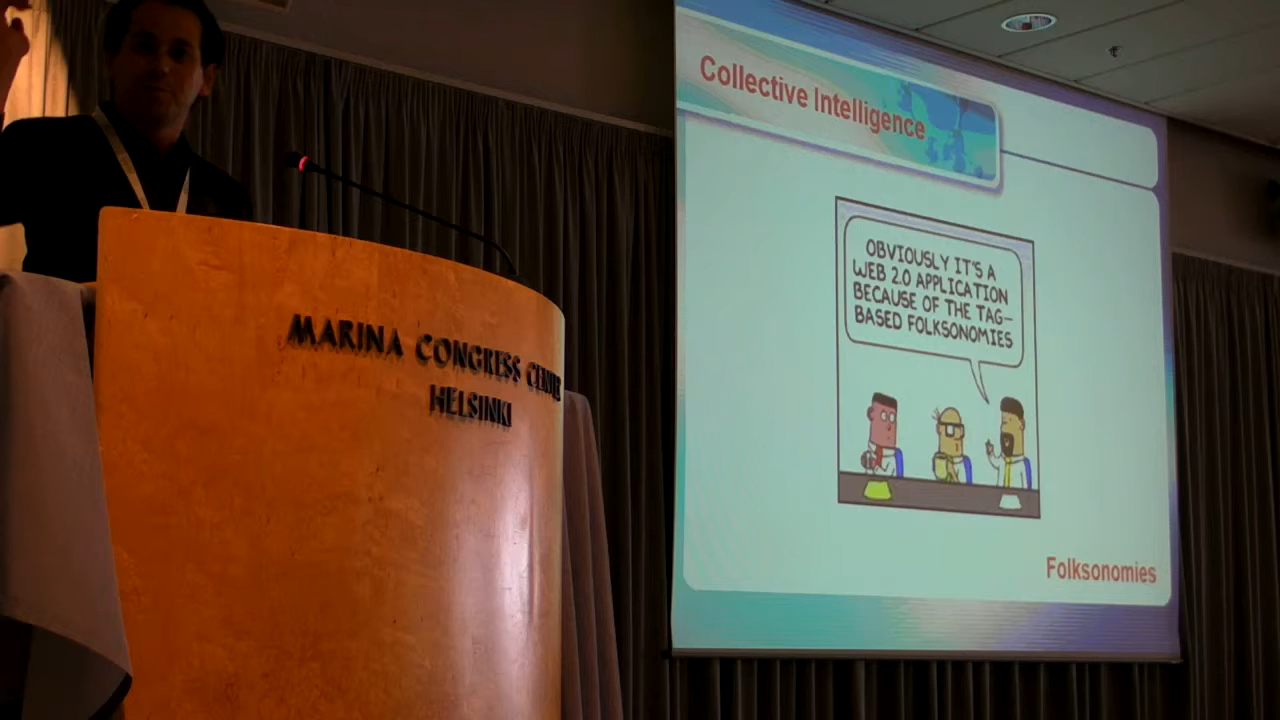 Collective Intelligence
OBVIOUSLY IT'S A
WEB 2.0 APPLICATION
BECAUSE OF THE TAG-
BASED FOLKSONOMIES
Folksonomies
MARINA CONGRESS CENTRE
HELSINKI